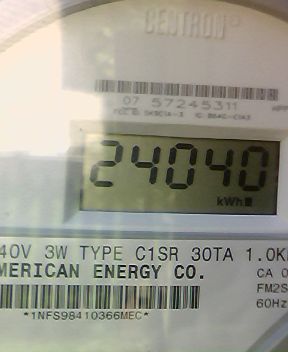 CENTRON®
07 57245311
24040
kWh
40V 3W TYPE C1SR 30TA 1.0K
MERICAN ENERGY CO.
CA 0
FM2S
60Hz
*1NFS98410366MEC*